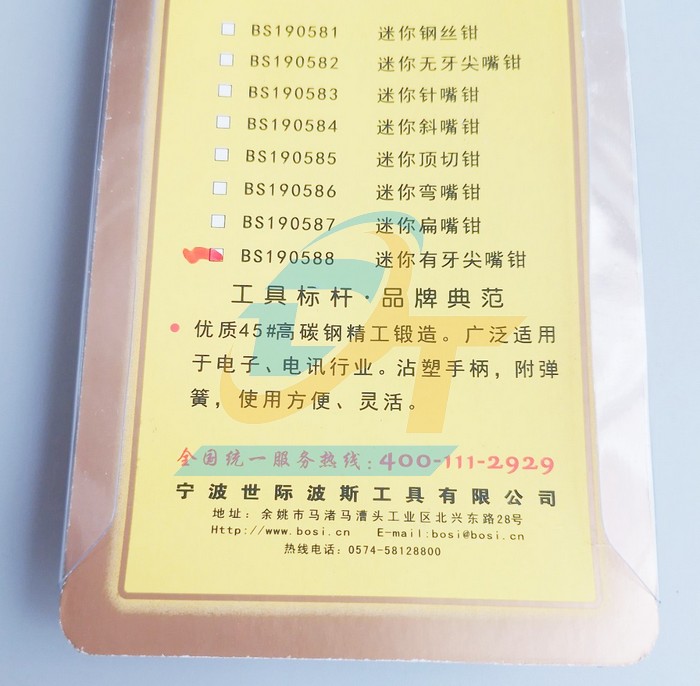 BS190581 迷你钢丝钳
BS190582 迷你无牙尖嘴钳
BS190583 迷你针嘴钳
BS190584 迷你斜嘴钳
BS190585 迷你顶切钳
BS190586 迷你弯嘴钳
BS190587 迷你扁嘴钳
BS190588 迷你有牙尖嘴钳
工具标杆·品牌典范
优质45#高碳钢精工锻造。广泛适用
于电子、电讯行业。沾塑手柄，附弹
簧，使用方便、灵活。
全国统一服务热线：400-111-2929
宁波世际波斯工具有限公司
地址：余姚市马渚马漕头工业区北兴东路28号
Http://www.bosi.cn E-mail:bosi@bosi.cn
热线电话：0574-58128800